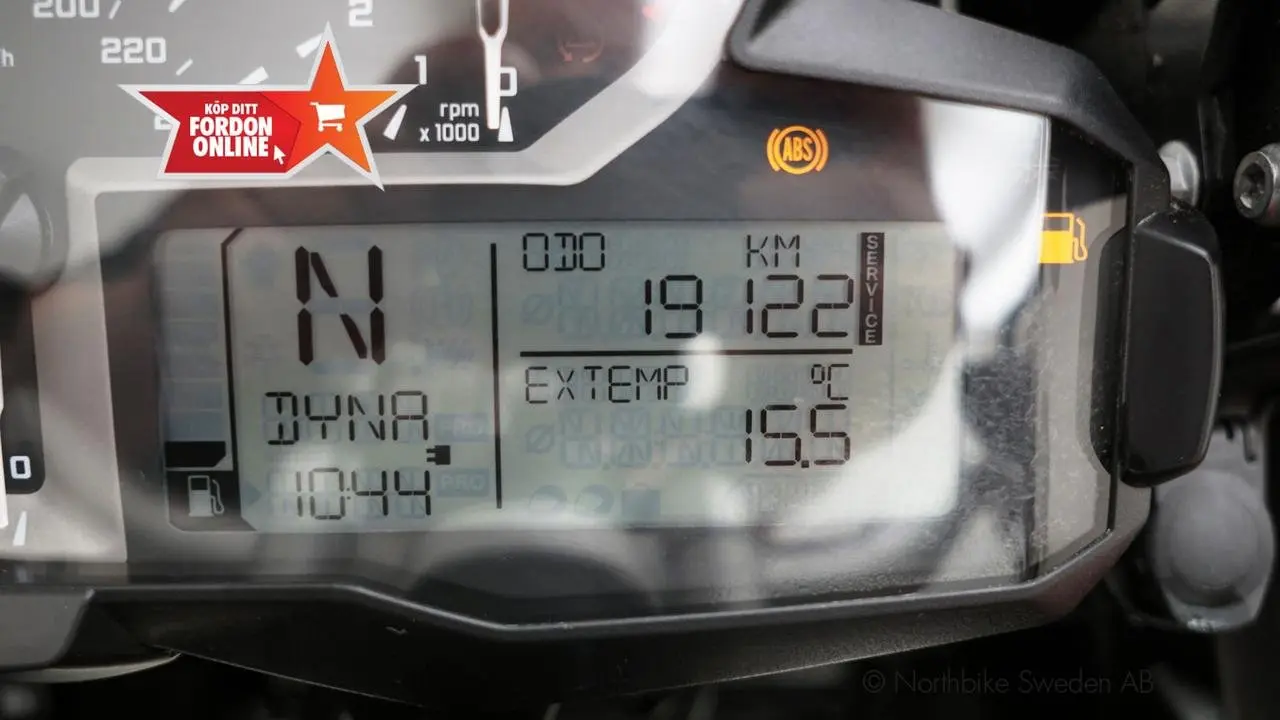 200
2
220
1
0
rpm
x 1000
KÖP DITT
FORDON
ONLINE
ABS
N
ODO KM
19122
SERVICE
EXTEMP °C
15.5
DYNA
10:44
0
© Northbike Sweden AB